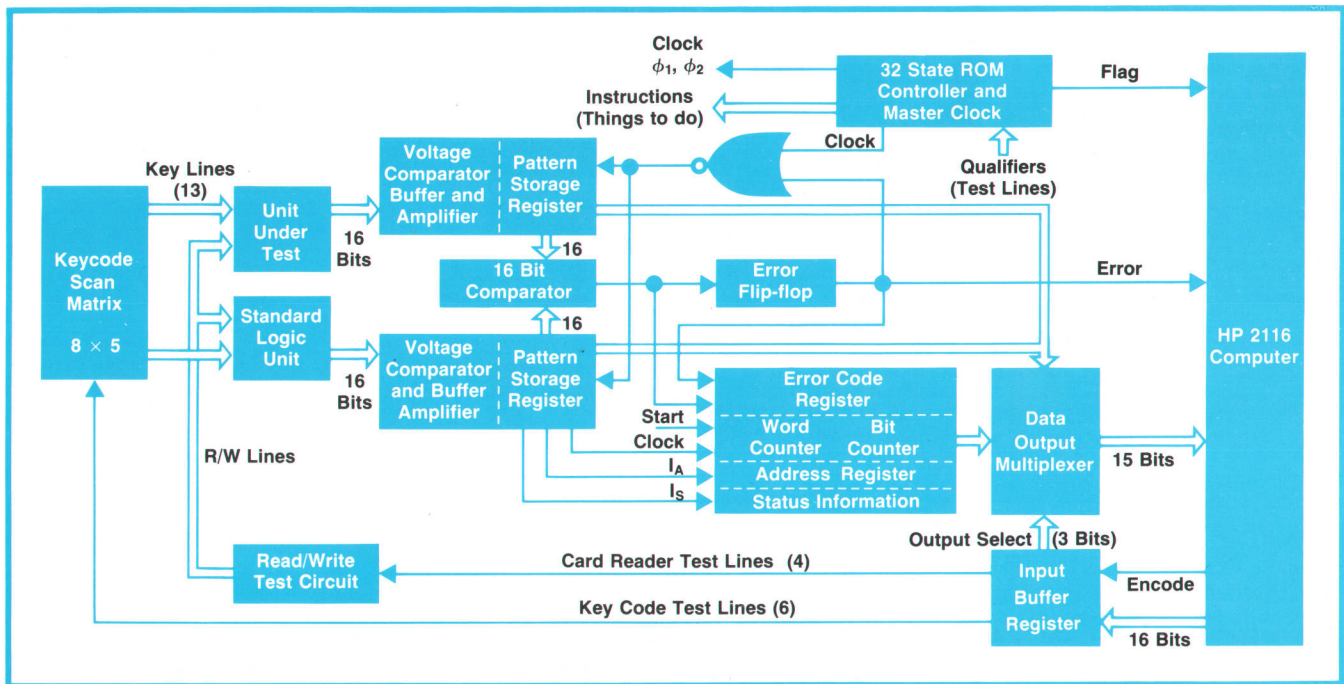 Clock
ϕ1, ϕ2
Instructions
(Things to do)
32 State ROM
Controller and
Master Clock
Flag
Clock
Qualifiers
(Test Lines)
Key Lines
(13)
Keycode
Scan
Matrix
8 × 5
Unit
Under
Test
16
Bits
Voltage
Comparator
Buffer and
Amplifier
Pattern
Storage
Register
16
16 Bit
Comparator
16
Error
Flip-flop
Error
HP 2116
Computer
Standard
Logic
Unit
16
Bits
Voltage
Comparator
and Buffer
Amplifier
Pattern
Storage
Register
Start
Clock
IA
IS
Error Code
Register
Word
Counter
Bit
Counter
Address Register
Status Information
Data
Output
Multiplexer
15 Bits
R/W Lines
Read/Write
Test Circuit
Card Reader Test Lines (4)
Key Code Test Lines (6)
Output Select (3 Bits)
Input
Buffer
Register
Encode
16 Bits